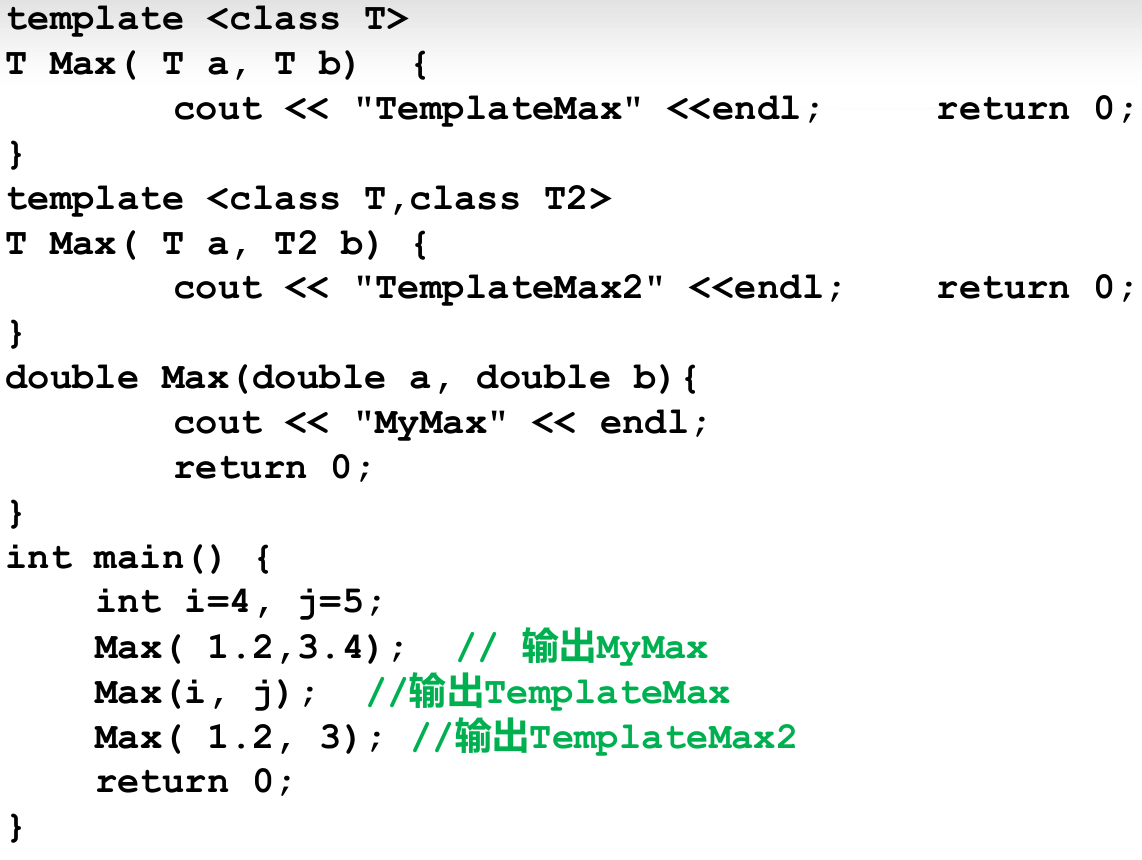 template <class T>
T Max( T a, T b)  {
        cout << "TemplateMax" <<endl;     return 0;
}
template <class T,class T2>
T Max( T a, T2 b) {
        cout << "TemplateMax2" <<endl;    return 0;
}
double Max(double a, double b){
        cout << "MyMax" << endl;
        return 0;
}
int main() {
    int i=4, j=5;
    Max( 1.2,3.4);  // 输出MyMax
    Max(i, j);  //输出TemplateMax
    Max( 1.2, 3); //输出TemplateMax2
    return 0;
}